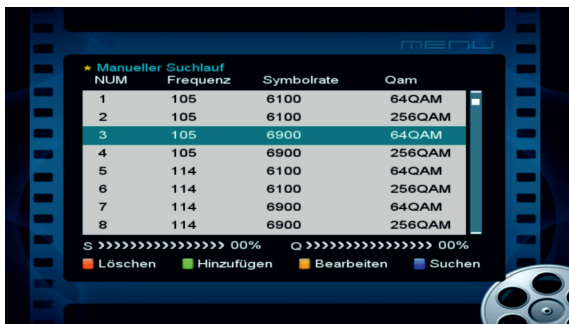 MENU
Manueller Suchlauf
NUM Frequenz Symbolrate Qam
1 105 6100 64QAM
2 105 6100 256QAM
3 105 6900 64QAM
4 105 6900 256QAM
5 114 6100 64QAM
6 114 6100 256QAM
7 114 6900 64QAM
8 114 6900 256QAM
S »»»»»»»» 00% Q »»»»»»»» 00%
Löschen Hinzufügen Bearbeiten Suchen